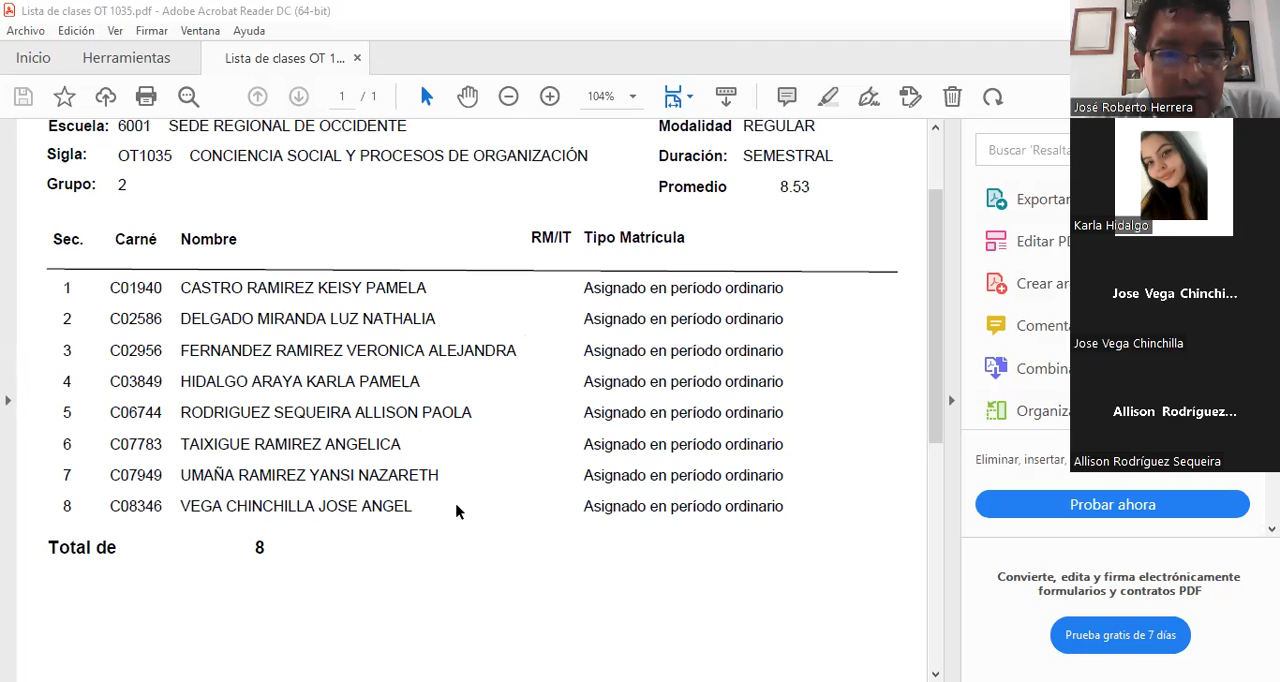 Lista de clases OT 1035.pdf - Adobe Acrobat Reader DC (64-bit)
Archivo Edición Ver Firmar Ventana Ayuda
Inicio Herramientas Lista de clases OT 1... ×
1 / 1 104%
Escuela: 6001 SEDE REGIONAL DE OCCIDENTE Modalidad REGULAR
Sigla: OT1035 CONCIENCIA SOCIAL Y PROCESOS DE ORGANIZACIÓN Duración: SEMESTRAL
Grupo: 2 Promedio 8.53
Sec. Carné Nombre RM/IT Tipo Matrícula
1 C01940 CASTRO RAMIREZ KEISY PAMELA Asignado en período ordinario
2 C02586 DELGADO MIRANDA LUZ NATHALIA Asignado en período ordinario
3 C02956 FERNANDEZ RAMIREZ VERONICA ALEJANDRA Asignado en período ordinario
4 C03849 HIDALGO ARAYA KARLA PAMELA Asignado en período ordinario
5 C06744 RODRIGUEZ SEQUEIRA ALLISON PAOLA Asignado en período ordinario
6 C07783 TAIXIGUE RAMIREZ ANGELICA Asignado en período ordinario
7 C07949 UMAÑA RAMIREZ YANSI NAZARETH Asignado en período ordinario
8 C08346 VEGA CHINCHILLA JOSE ANGEL Asignado en período ordinario
Total de 8
Buscar 'Resalta
Exportar
Editar PD
Crear ar
Comenta
Combina
Organiza
Eliminar, insertar,
Probar ahora
Convierte, edita y firma electrónicamente
formularios y contratos PDF
Prueba gratis de 7 días
José Roberto Herrera
Karla Hidalgo
Jose Vega Chinchi...
Jose Vega Chinchilla
Allison Rodríguez...
Allison Rodríguez Sequeira